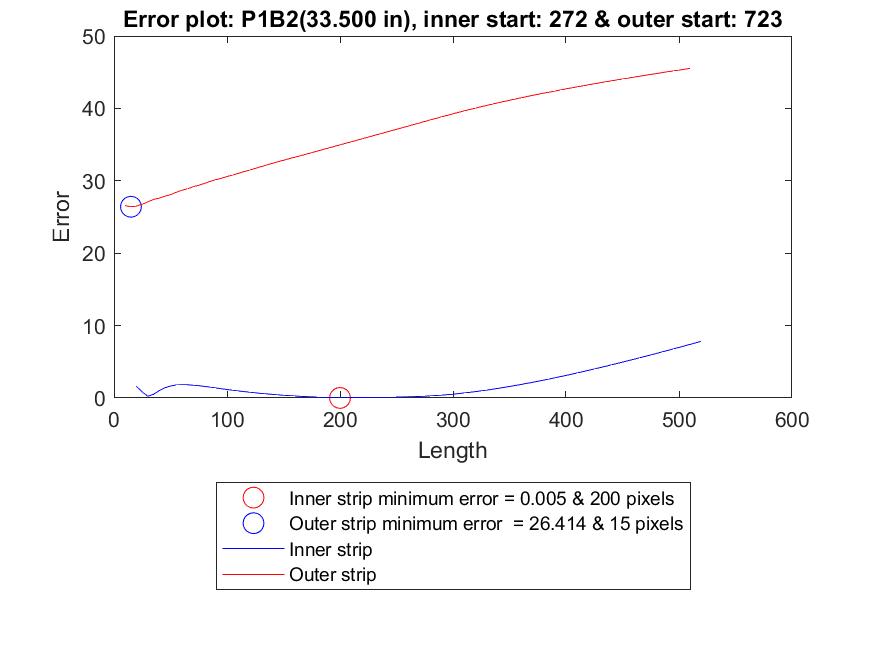 Error plot: P1B2(33.500 in), inner start: 272 & outer start: 723
50
40
30
20
10
0
Error
0 100 200 300 400 500 600
Length
Inner strip minimum error = 0.005 & 200 pixels
Outer strip minimum error  = 26.414 & 15 pixels
Inner strip
Outer strip